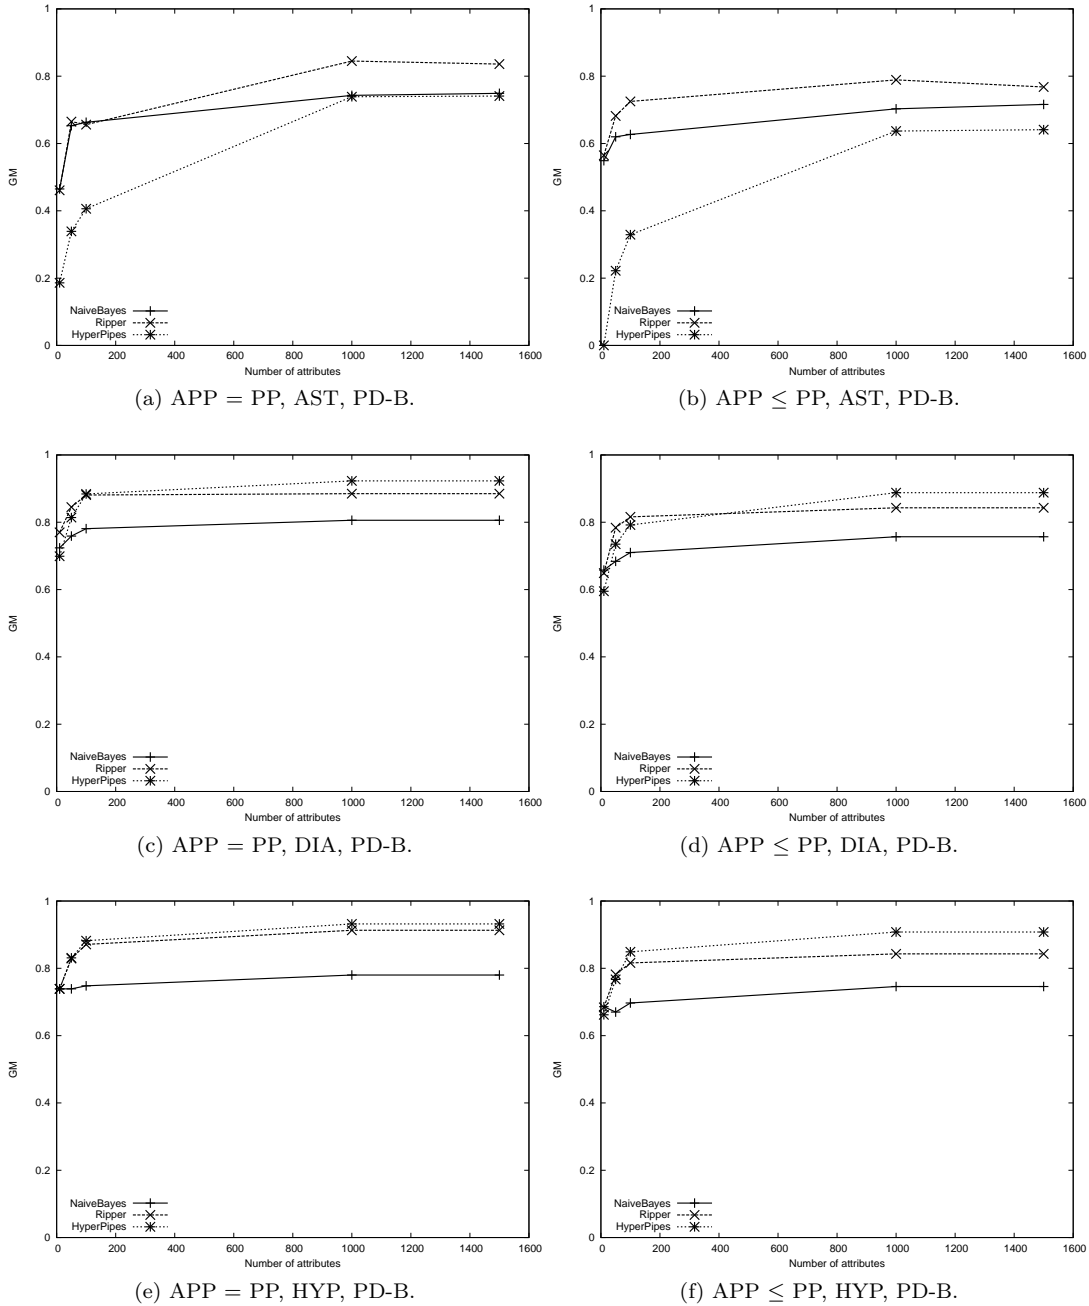 1
0.8
0.6
GM
0.4
0.2
NaiveBayes
Ripper
HyperPipes
0
0 200 400 600 800 1000 1200 1400 1600
Number of attributes
(a) APP = PP, AST, PD-B.
1
0.8
0.6
GM
0.4
0.2
NaiveBayes
Ripper
HyperPipes
0
0 200 400 600 800 1000 1200 1400 1600
Number of attributes
(b) APP ≤ PP, AST, PD-B.
1
0.8
0.6
GM
0.4
0.2
NaiveBayes
Ripper
HyperPipes
0
0 200 400 600 800 1000 1200 1400 1600
Number of attributes
(c) APP = PP, DIA, PD-B.
1
0.8
0.6
GM
0.4
0.2
NaiveBayes
Ripper
HyperPipes
0
0 200 400 600 800 1000 1200 1400 1600
Number of attributes
(d) APP ≤ PP, DIA, PD-B.
1
0.8
0.6
GM
0.4
0.2
NaiveBayes
Ripper
HyperPipes
0
0 200 400 600 800 1000 1200 1400 1600
Number of attributes
(e) APP = PP, HYP, PD-B.
1
0.8
0.6
GM
0.4
0.2
NaiveBayes
Ripper
HyperPipes
0
0 200 400 600 800 1000 1200 1400 1600
Number of attributes
(f) APP ≤ PP, HYP, PD-B.